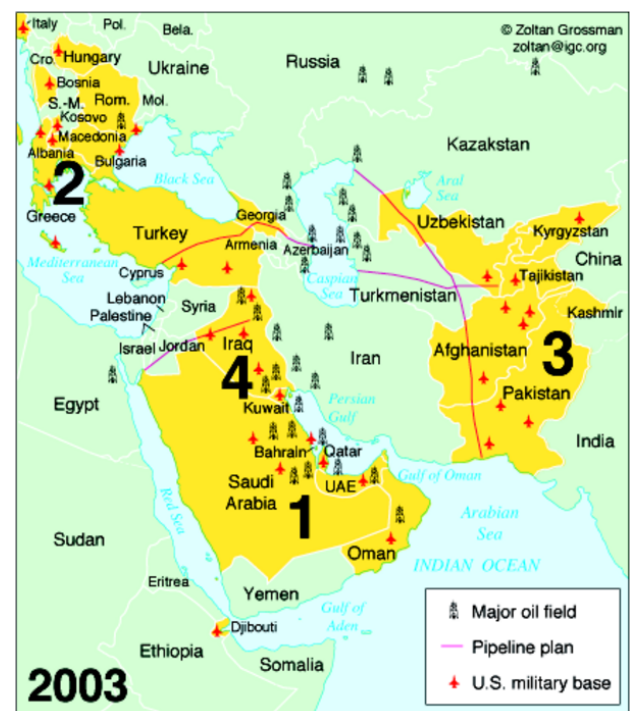 Italy
Pol.
Bela.
© Zoltan Grossman
zoltan@igc.org
Cro.
Hungary
Ukraine
Russia
Bosnia
S.-M.
Rom.
Mol.
Kosovo
Macedonia
Albania
Bulgaria
Kazakstan
2
Black Sea
Aral
Sea
Greece
Georgia
Uzbekistan
Kyrgyzstan
Turkey
Armenia
Azerbaijan
China
Mediterranean
Sea
Cyprus
Caspian
Sea
Tajikistan
Turkmenistan
Lebanon
Palestine
Syria
Kashmir
Israel
Jordan
Iraq
Iran
Afghanistan
3
4
Pakistan
Egypt
Kuwait
Persian
Gulf
India
Bahrain
Qatar
Gulf of Oman
Saudi
Arabia
UAE
1
Red Sea
Arabian
Sea
Sudan
Oman
INDIAN OCEAN
Eritrea
Yemen
Gulf of
Aden
Djibouti
Ethiopia
Somalia
2003
Major oil field
Pipeline plan
U.S. military base